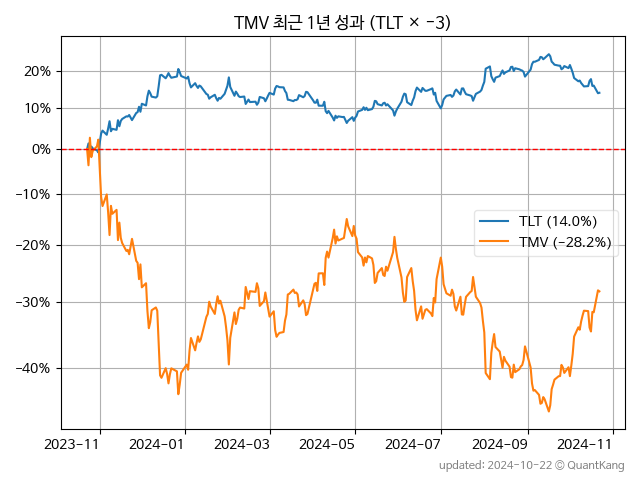 TMV 최근 1년 성과 (TLT × −3)
20%
10%
0%
−10%
−20%
−30%
−40%
TLT (14.0%)
TMV (−28.2%)
2023-11 2024-01 2024-03 2024-05 2024-07 2024-09 2024-11
updated: 2024-10-22 © QuantKang